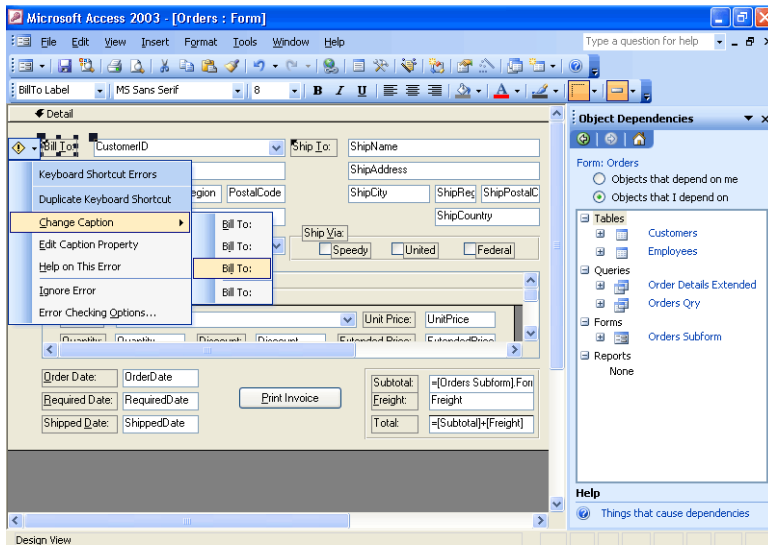 Microsoft Access 2003 - [Orders : Form]
File Edit View Insert Format Tools Window Help Type a question for help
BillTo Label MS Sans Serif 8 B I U A
Detail
Bill To: CustomerID Ship To: ShipName
Keyboard Shortcut Errors
ShipAddress
Duplicate Keyboard Shortcut
egion PostalCode ShipCity ShipReg ShipPostalC
Change Caption
Bill To:
ShipCountry
Edit Caption Property
Bill To:
Ship Via:
Speedy United Federal
Help on This Error
Bill To:
Ignore Error
Bill To:
Error Checking Options...
Unit Price: UnitPrice
Quantity: Quantity Discount: Discount Extended Price: ExtendedPrice
Order Date: OrderDate
Required Date: RequiredDate
Shipped Date: ShippedDate
Print Invoice
Subtotal: =[Orders Subform].Forr
Freight: Freight
Total: =[Subtotal]+[Freight]
Design View
Object Dependencies
Form: Orders
Objects that depend on me
Objects that I depend on
Tables
Customers
Employees
Queries
Order Details Extended
Orders Qry
Forms
Orders Subform
Reports
None
Help
Things that cause dependencies